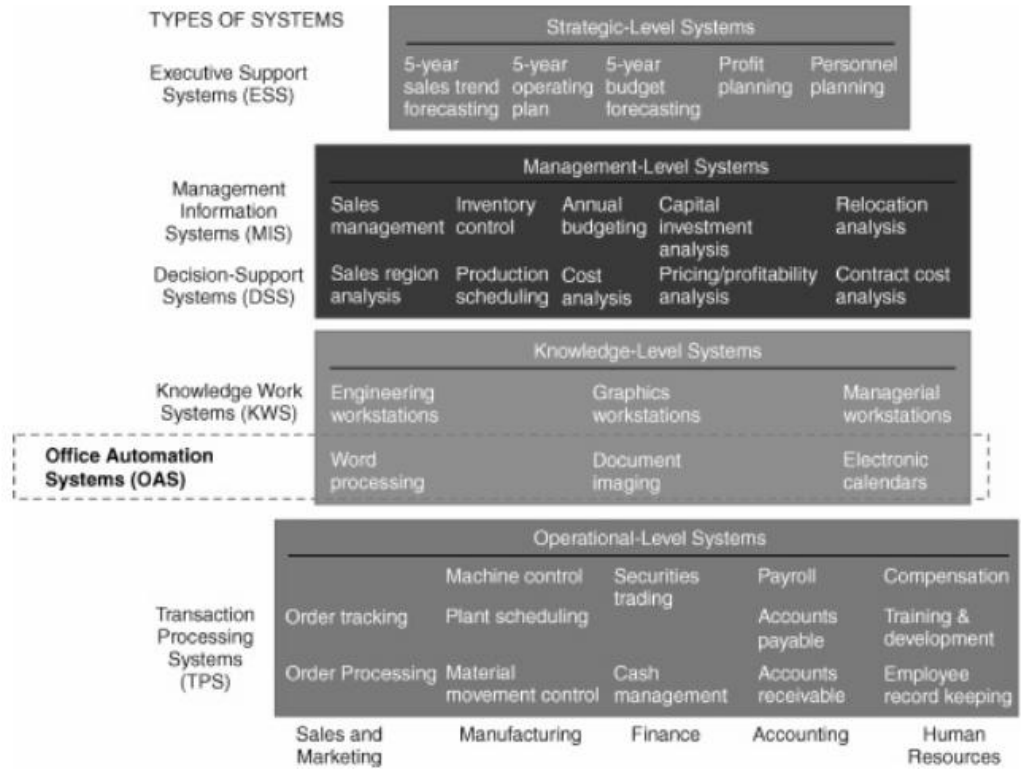 TYPES OF SYSTEMS
Strategic-Level Systems
Executive Support
Systems (ESS)
5-year
sales trend
forecasting
5-year
operating
plan
5-year
budget
forecasting
Profit
planning
Personnel
planning
Management-Level Systems
Management
Information
Systems (MIS)
Sales
management
Inventory
control
Annual
budgeting
Capital
investment
analysis
Relocation
analysis
Decision-Support
Systems (DSS)
Sales region
analysis
Production
scheduling
Cost
analysis
Pricing/profitability
analysis
Contract cost
analysis
Knowledge-Level Systems
Knowledge Work
Systems (KWS)
Engineering
workstations
Graphics
workstations
Managerial
workstations
Office Automation
Systems (OAS)
Word
processing
Document
imaging
Electronic
calendars
Operational-Level Systems
Transaction
Processing
Systems
(TPS)
Machine control
Securities
trading
Payroll
Compensation
Order tracking
Plant scheduling
Accounts
payable
Training &
development
Order Processing
Material
movement control
Cash
management
Accounts
receivable
Employee
record keeping
Sales and
Marketing
Manufacturing
Finance
Accounting
Human
Resources